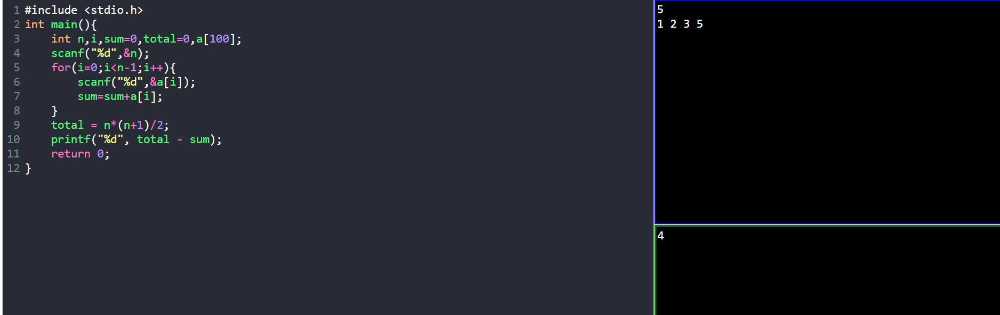 1 #include <stdio.h>
2 int main(){
3     int n,i,sum=0,total=0,a[100];
4     scanf("%d",&n);
5     for(i=0;i<n-1;i++){
6         scanf("%d",&a[i]);
7         sum=sum+a[i];
8     }
9     total = n*(n+1)/2;
10     printf("%d", total - sum);
11     return 0;
12 }
5
1 2 3 5
4